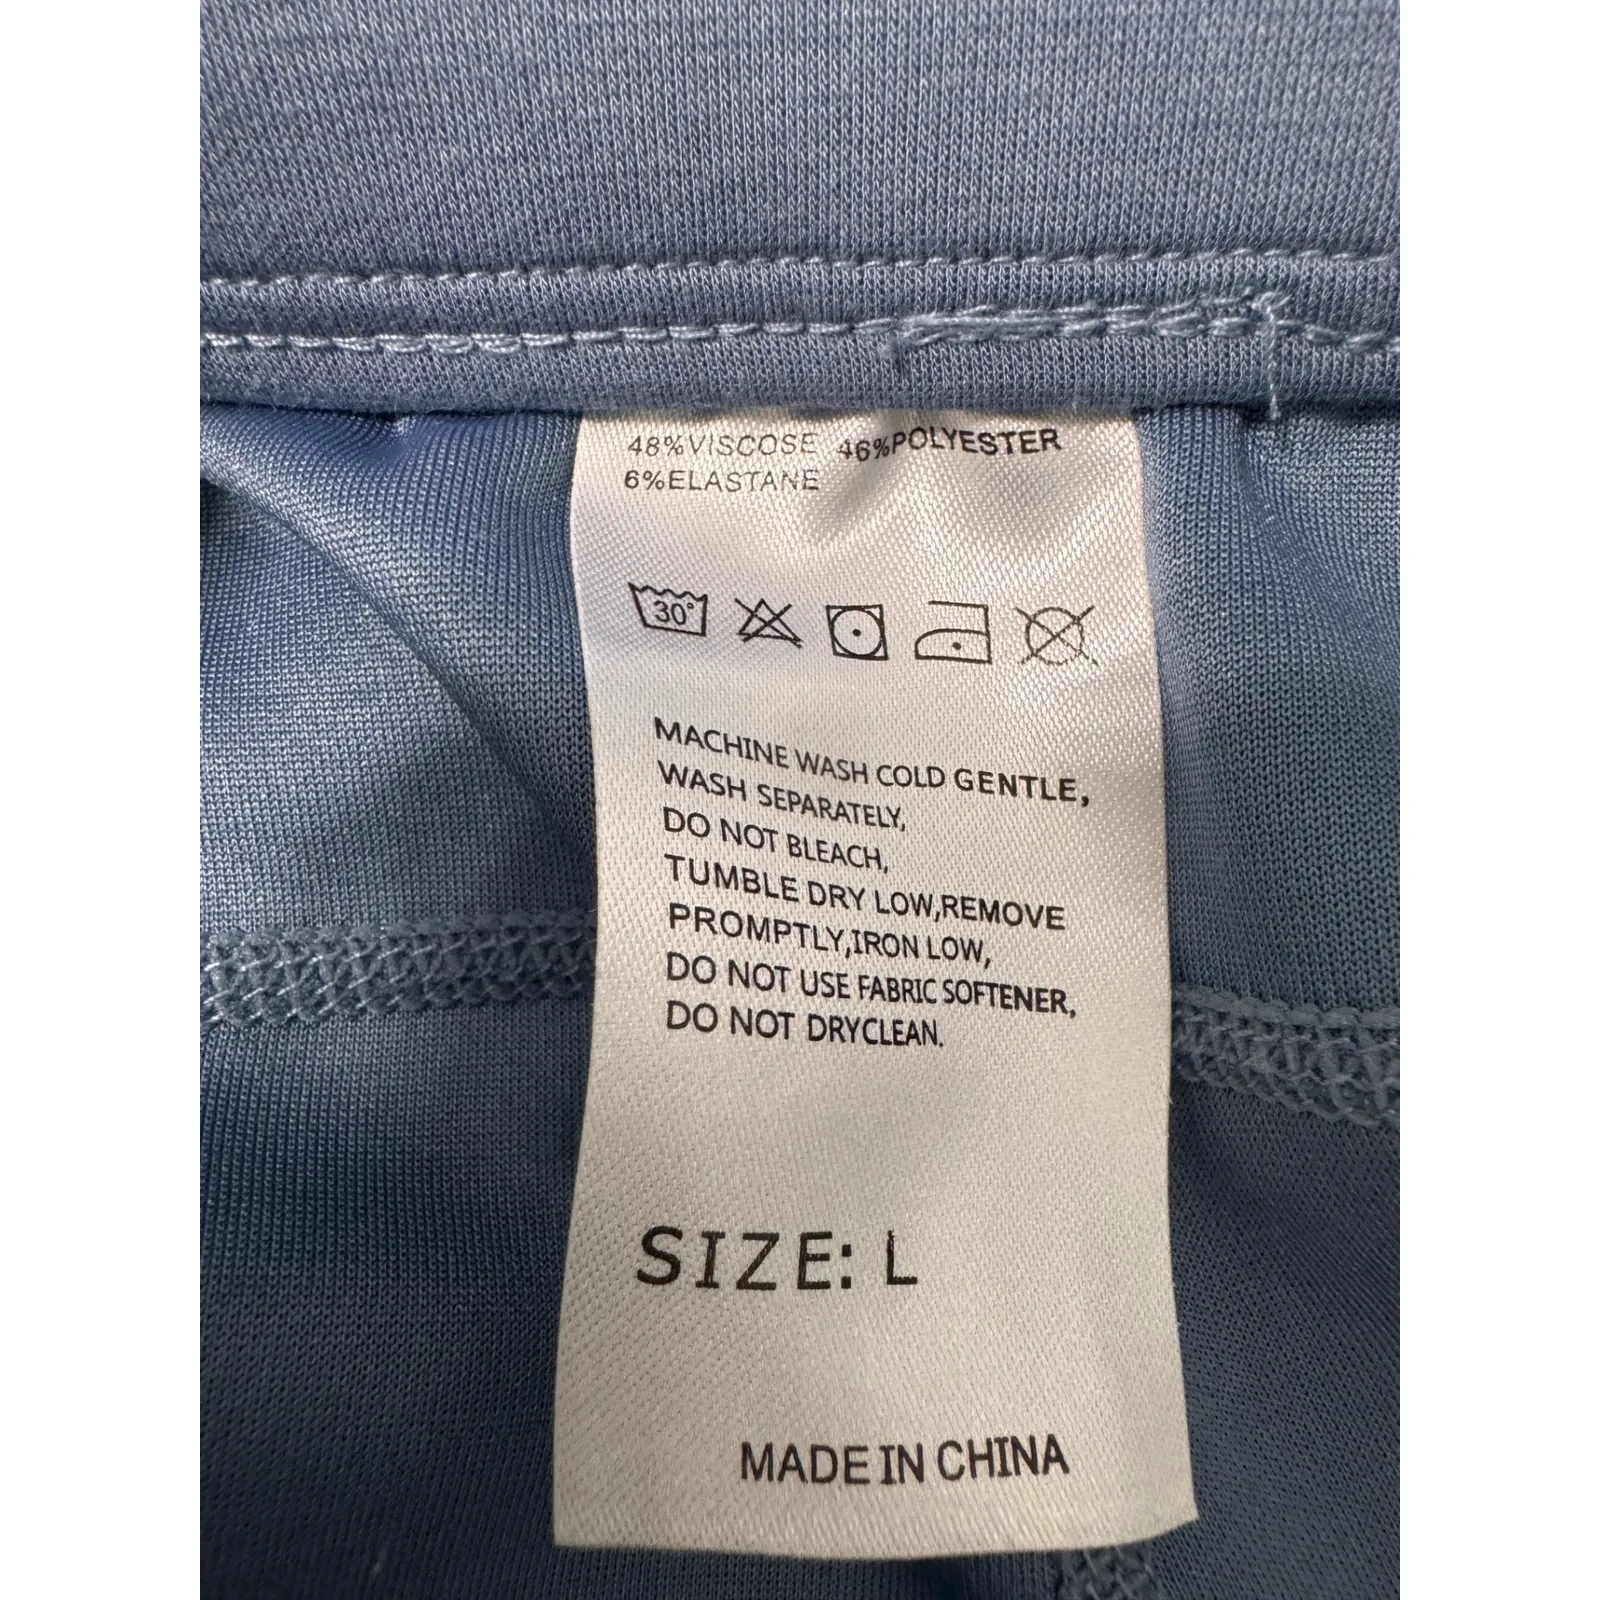 48%VISCOSE 46%POLYESTER
6%ELASTANE
30°
MACHINE WASH COLD GENTLE,
WASH SEPARATELY,
DO NOT BLEACH,
TUMBLE DRY LOW,REMOVE
PROMPTLY,IRON LOW,
DO NOT USE FABRIC SOFTENER,
DO NOT DRYCLEAN.
SIZE: L
MADE IN CHINA